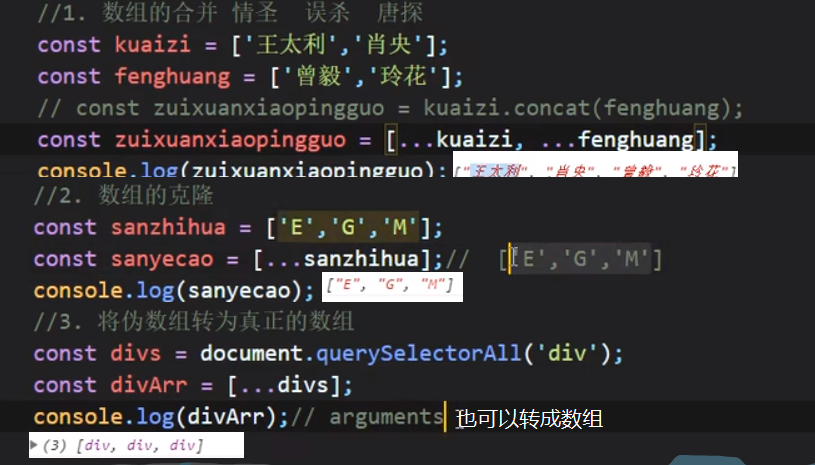 //1. 数组的合并 情圣 误杀 唐探
const kuaizi = ['王太利','肖央'];
const fenghuang = ['曾毅','玲花'];
// const zuixuanxiaopingguo = kuaizi.concat(fenghuang);
const zuixuanxiaopingguo = [...kuaizi, ...fenghuang];
console.log(zuixuanxiaopingguo); ["王太利", "肖央", "曾毅", "玲花"]
//2. 数组的克隆
const sanzhihua = ['E','G','M'];
const sanyecao = [...sanzhihua];// ['E','G','M']
console.log(sanyecao); ["E", "G", "M"]
//3. 将伪数组转为真正的数组
const divs = document.querySelectorAll('div');
const divArr = [...divs];
console.log(divArr);// arguments 也可以转成数组
(3) [div, div, div]